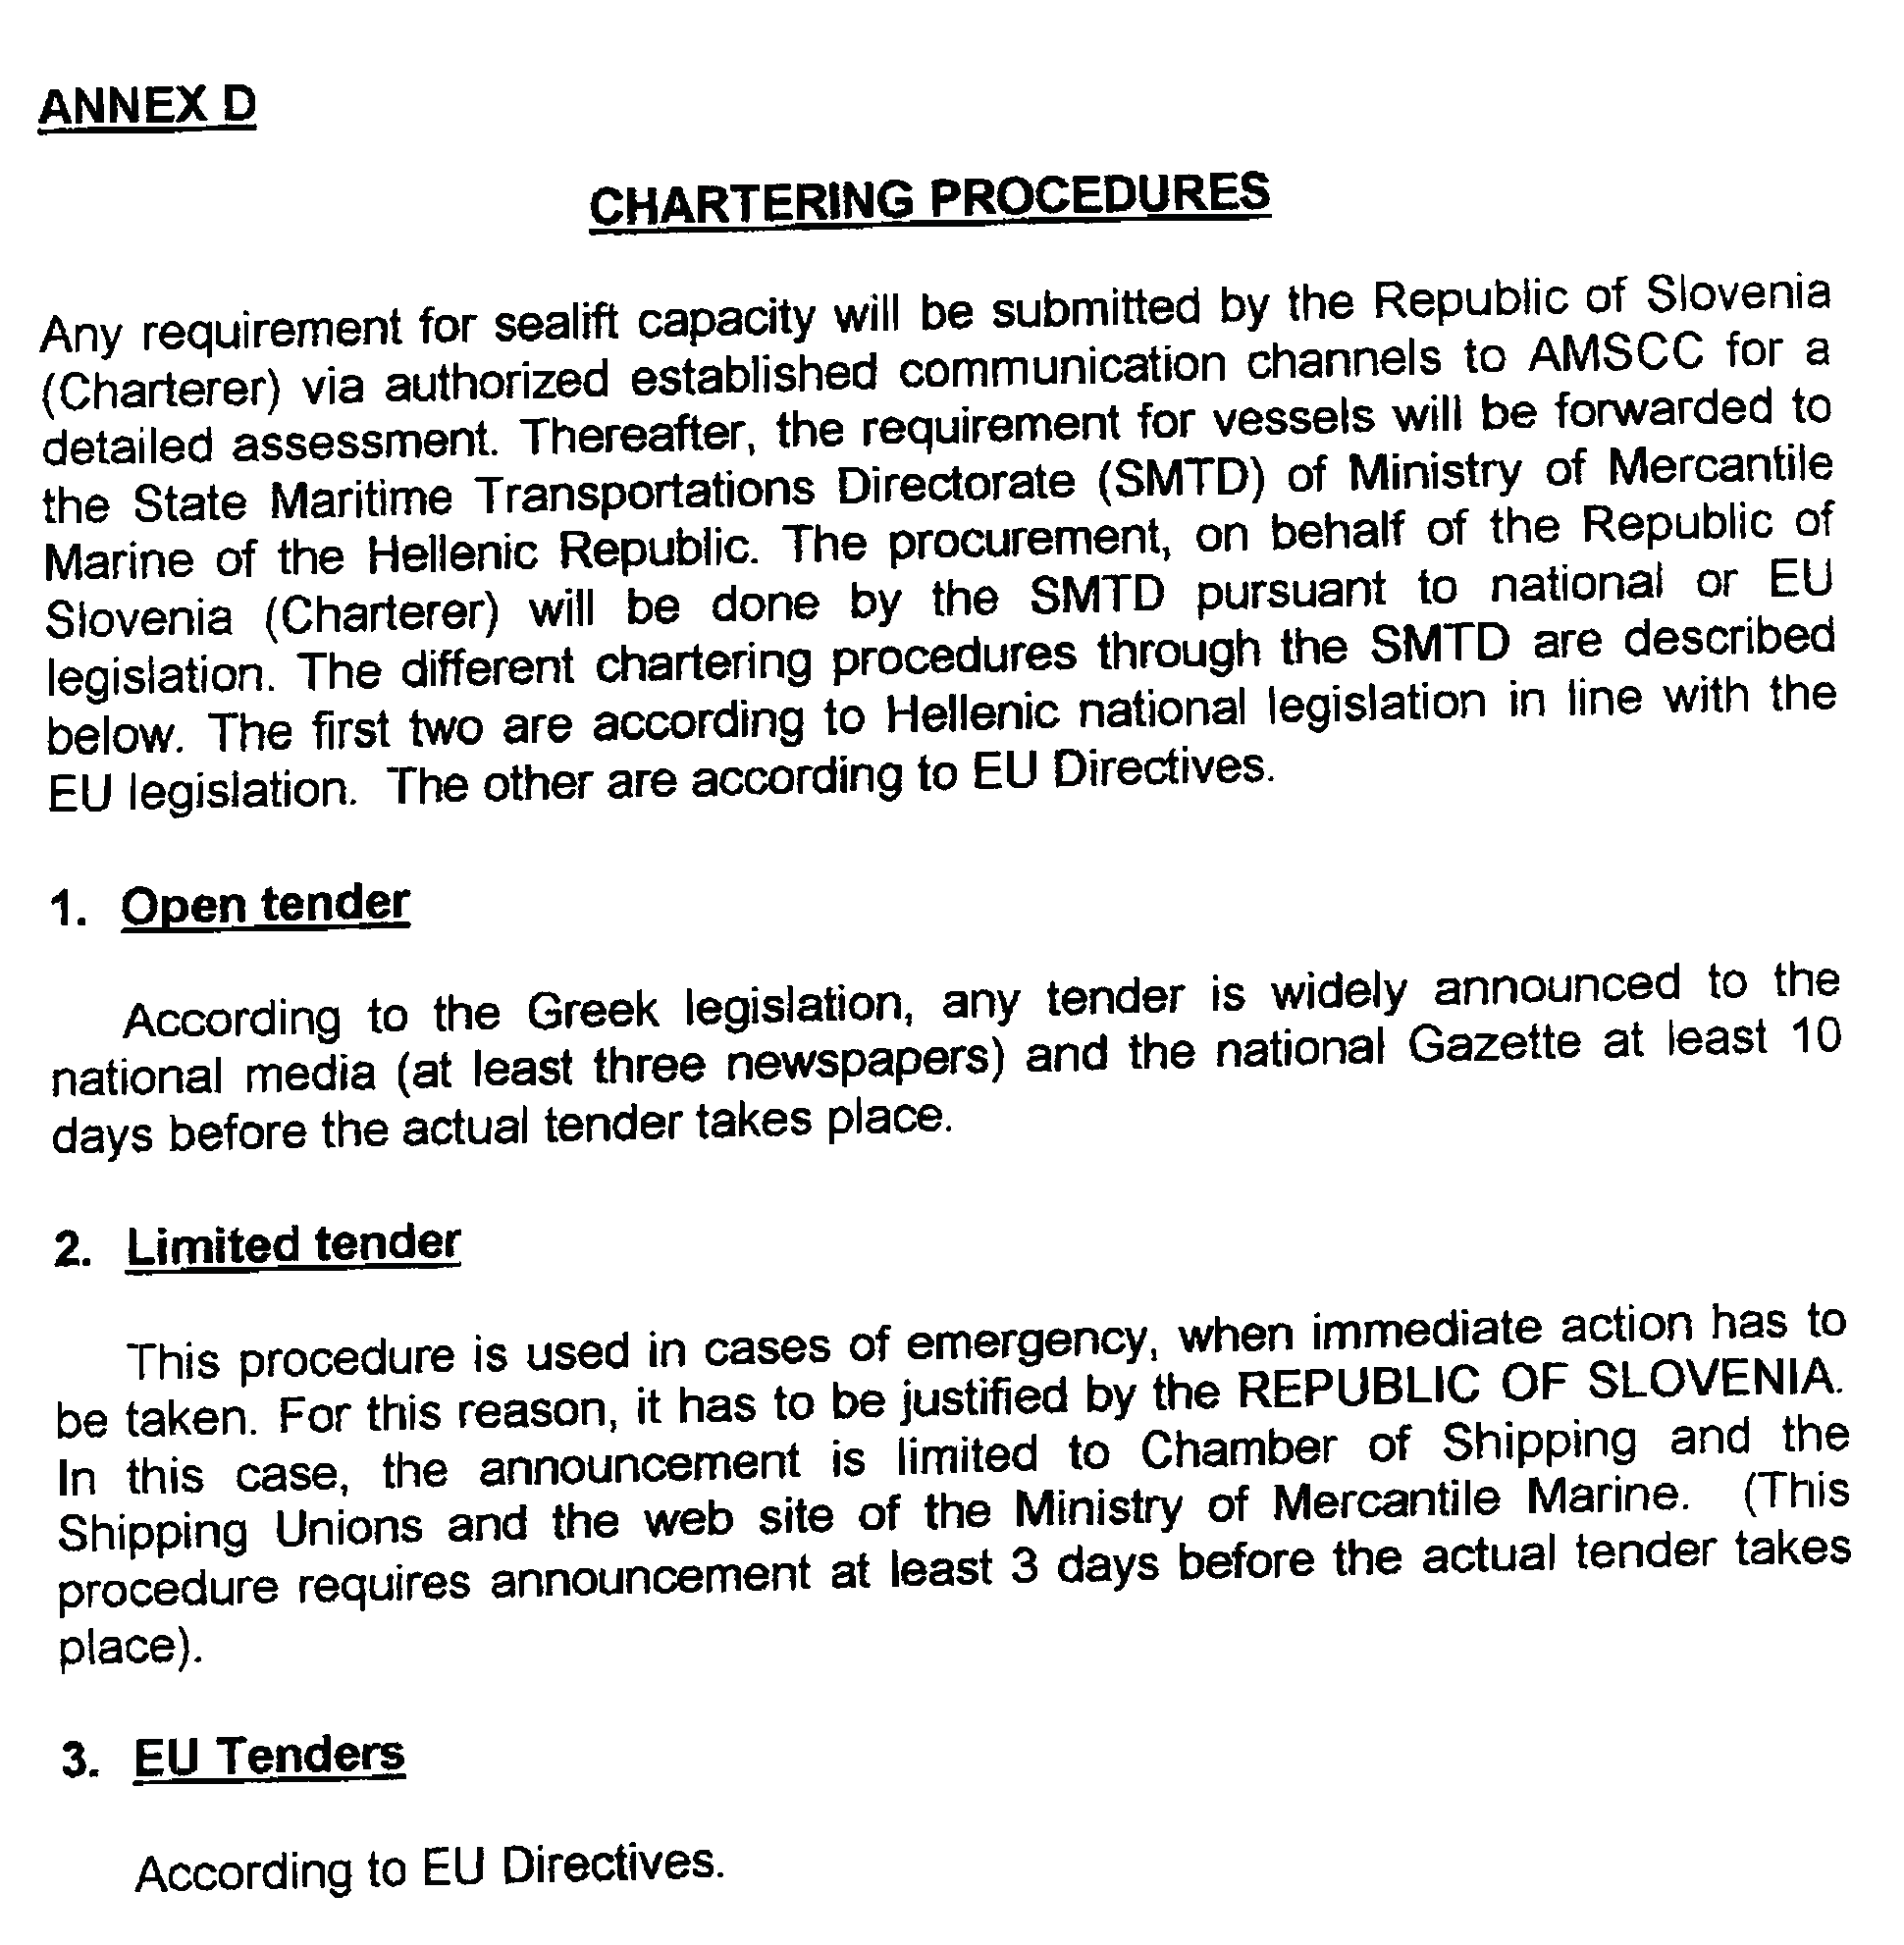 ANNEX D
CHARTERING PROCEDURES
Any requirement for sealift capacity will be submitted by the Republic of Slovenia
(Charterer) via authorized established communication channels to AMSCC for a
detailed assessment. Thereafter, the requirement for vessels will be forwarded to
the State Maritime Transportations Directorate (SMTD) of Ministry of Mercantile
Marine of the Hellenic Republic. The procurement, on behalf of the Republic of
Slovenia (Charterer) will be done by the SMTD pursuant to national or EU
legislation. The different chartering procedures through the SMTD are described
below. The first two are according to Hellenic national legislation in line with the
EU legislation. The other are according to EU Directives.
1. Open tender
According to the Greek legislation, any tender is widely announced to the
national media (at least three newspapers) and the national Gazette at least 10
days before the actual tender takes place.
2. Limited tender
This procedure is used in cases of emergency, when immediate action has to
be taken. For this reason, it has to be justified by the REPUBLIC OF SLOVENIA.
In this case, the announcement is limited to Chamber of Shipping and the
Shipping Unions and the web site of the Ministry of Mercantile Marine. (This
procedure requires announcement at least 3 days before the actual tender takes
place).
3. EU Tenders
According to EU Directives.